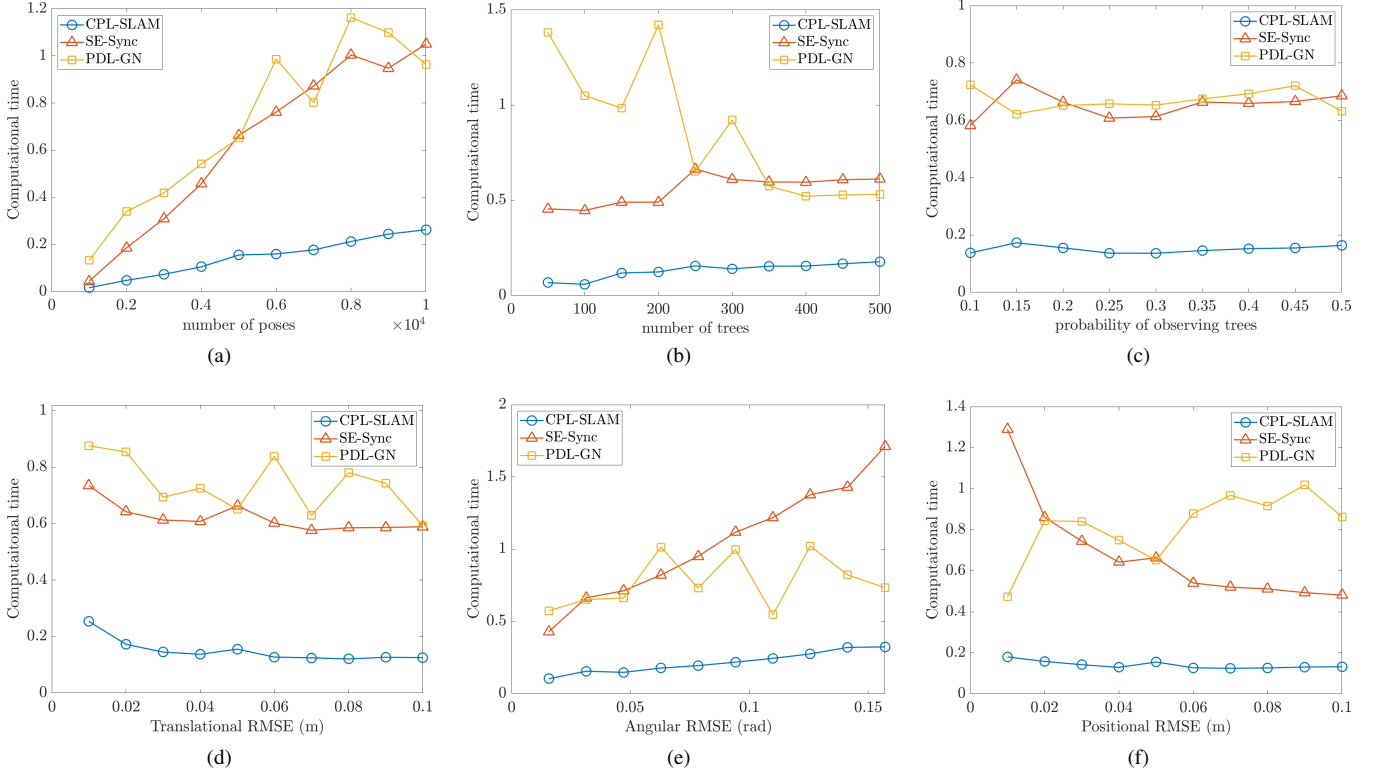 CPL-SLAM
SE-Sync
PDL-GN
Computaitonal time
0
0.2
0.4
0.6
0.8
1
1.2
0
0.2
0.4
0.6
0.8
1
×10^4
number of poses
(a)
CPL-SLAM
SE-Sync
PDL-GN
Computaitonal time
0
0.5
1
1.5
0
100
200
300
400
500
number of trees
(b)
CPL-SLAM
SE-Sync
PDL-GN
Computaitonal time
0
0.2
0.4
0.6
0.8
1
0.1
0.15
0.2
0.25
0.3
0.35
0.4
0.45
0.5
probability of observing trees
(c)
CPL-SLAM
SE-Sync
PDL-GN
Computaitonal time
0
0.2
0.4
0.6
0.8
1
0
0.02
0.04
0.06
0.08
0.1
Translational RMSE (m)
(d)
CPL-SLAM
SE-Sync
PDL-GN
Computaitonal time
0
0.5
1
1.5
2
0
0.05
0.1
0.15
Angular RMSE (rad)
(e)
CPL-SLAM
SE-Sync
PDL-GN
Computaitonal time
0
0.2
0.4
0.6
0.8
1
1.2
1.4
0
0.02
0.04
0.06
0.08
0.1
Positional RMSE (m)
(f)